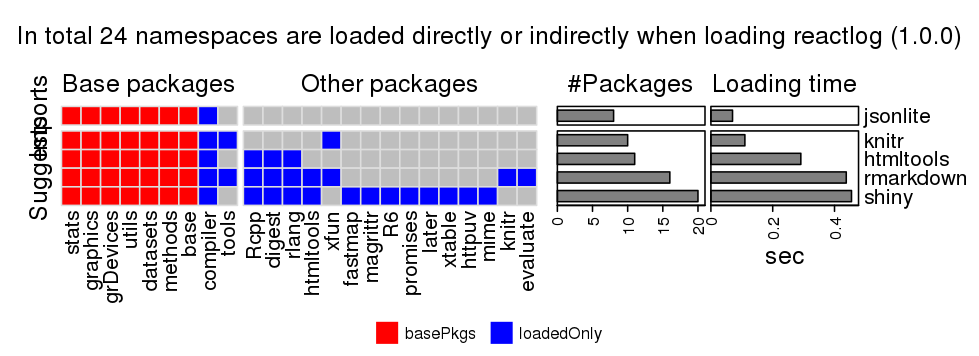 In total 24 namespaces are loaded directly or indirectly when loading reactlog (1.0.0)
Base packages
Other packages
#Packages
Loading time
Imports
Suggests
jsonlite
knitr
htmltools
rmarkdown
shiny
stats
graphics
grDevices
utils
datasets
methods
base
compiler
tools
Rcpp
digest
rlang
htmltools
xfun
fastmap
magrittr
R6
promises
later
xtable
httpuv
mime
knitr
evaluate
0
5
10
15
20
0
0.2
0.4
sec
basePkgs
loadedOnly